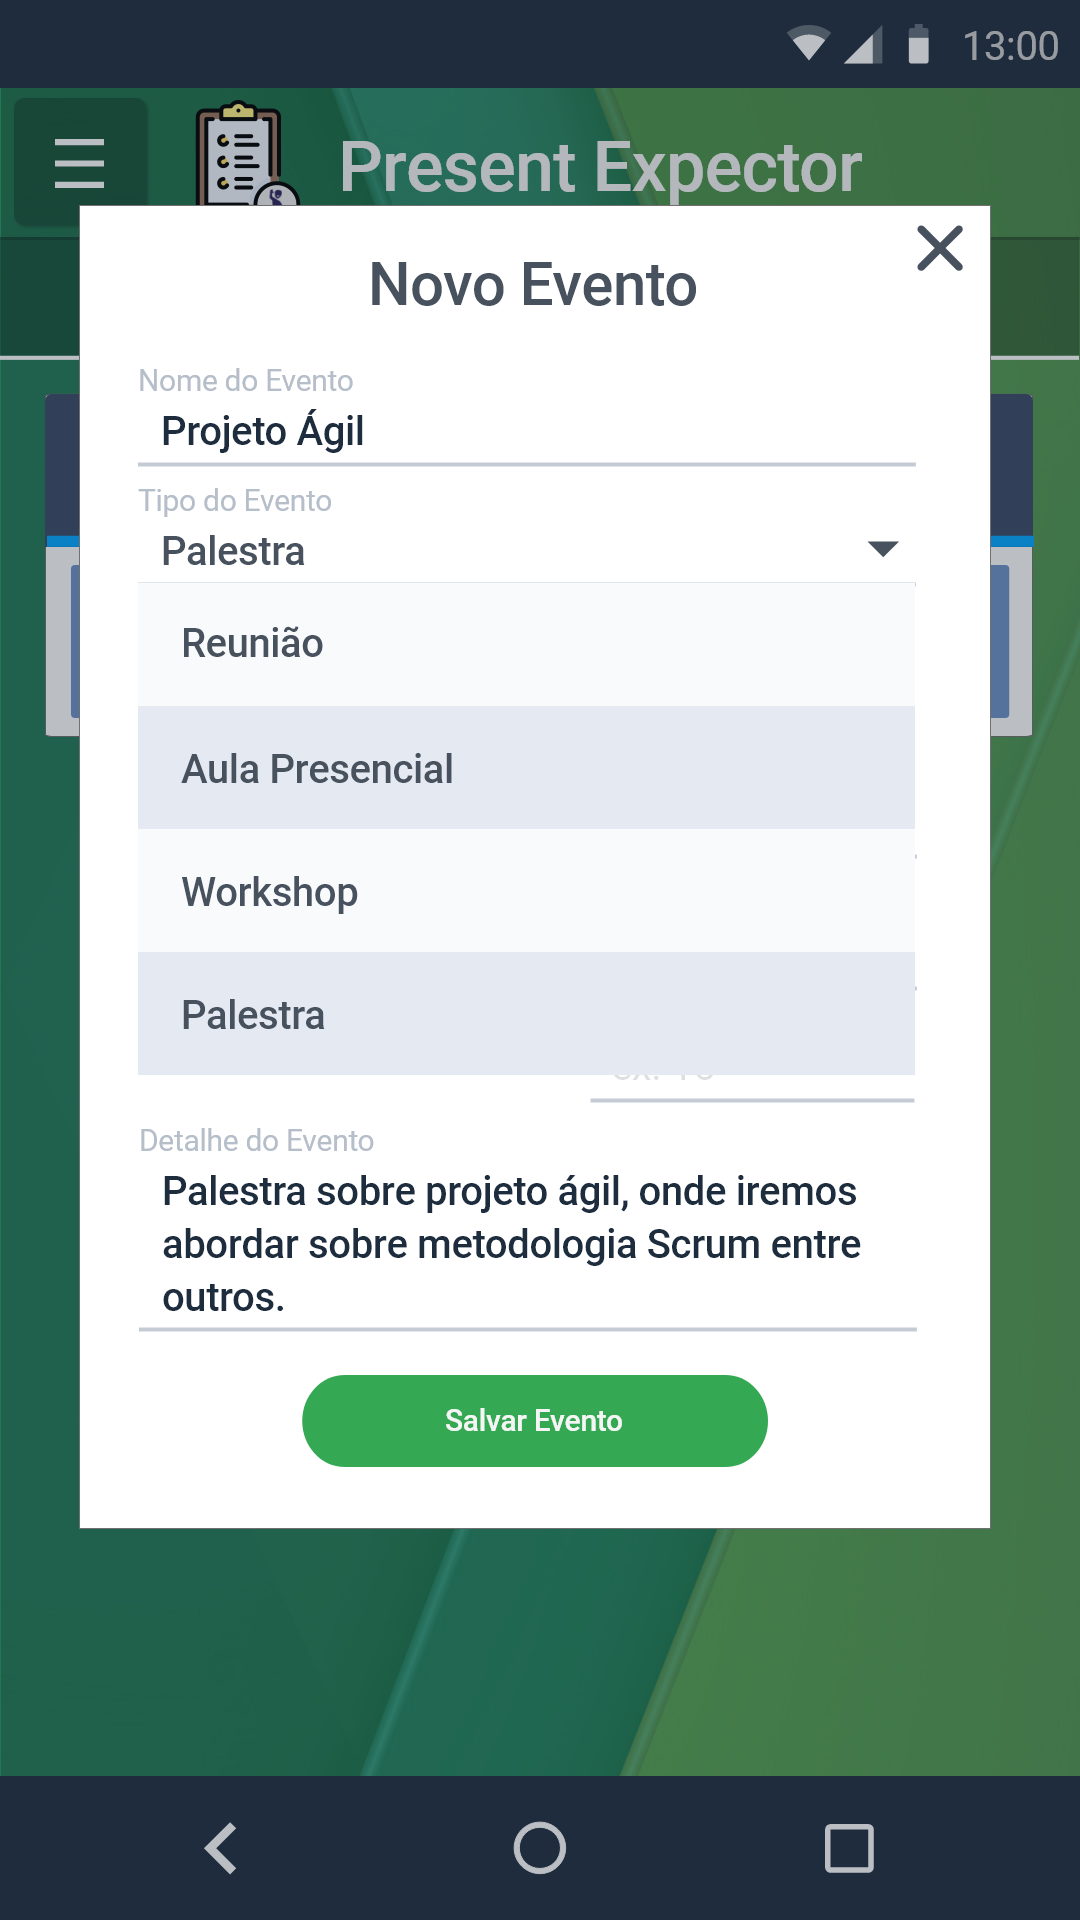 13:00
Present Expector
Novo Evento
Nome do Evento
Projeto Ágil
Tipo do Evento
Palestra
Reunião
Aula Presencial
Workshop
Palestra
Detalhe do Evento
Palestra sobre projeto ágil, onde iremos
abordar sobre metodologia Scrum entre
outros.
Salvar Evento